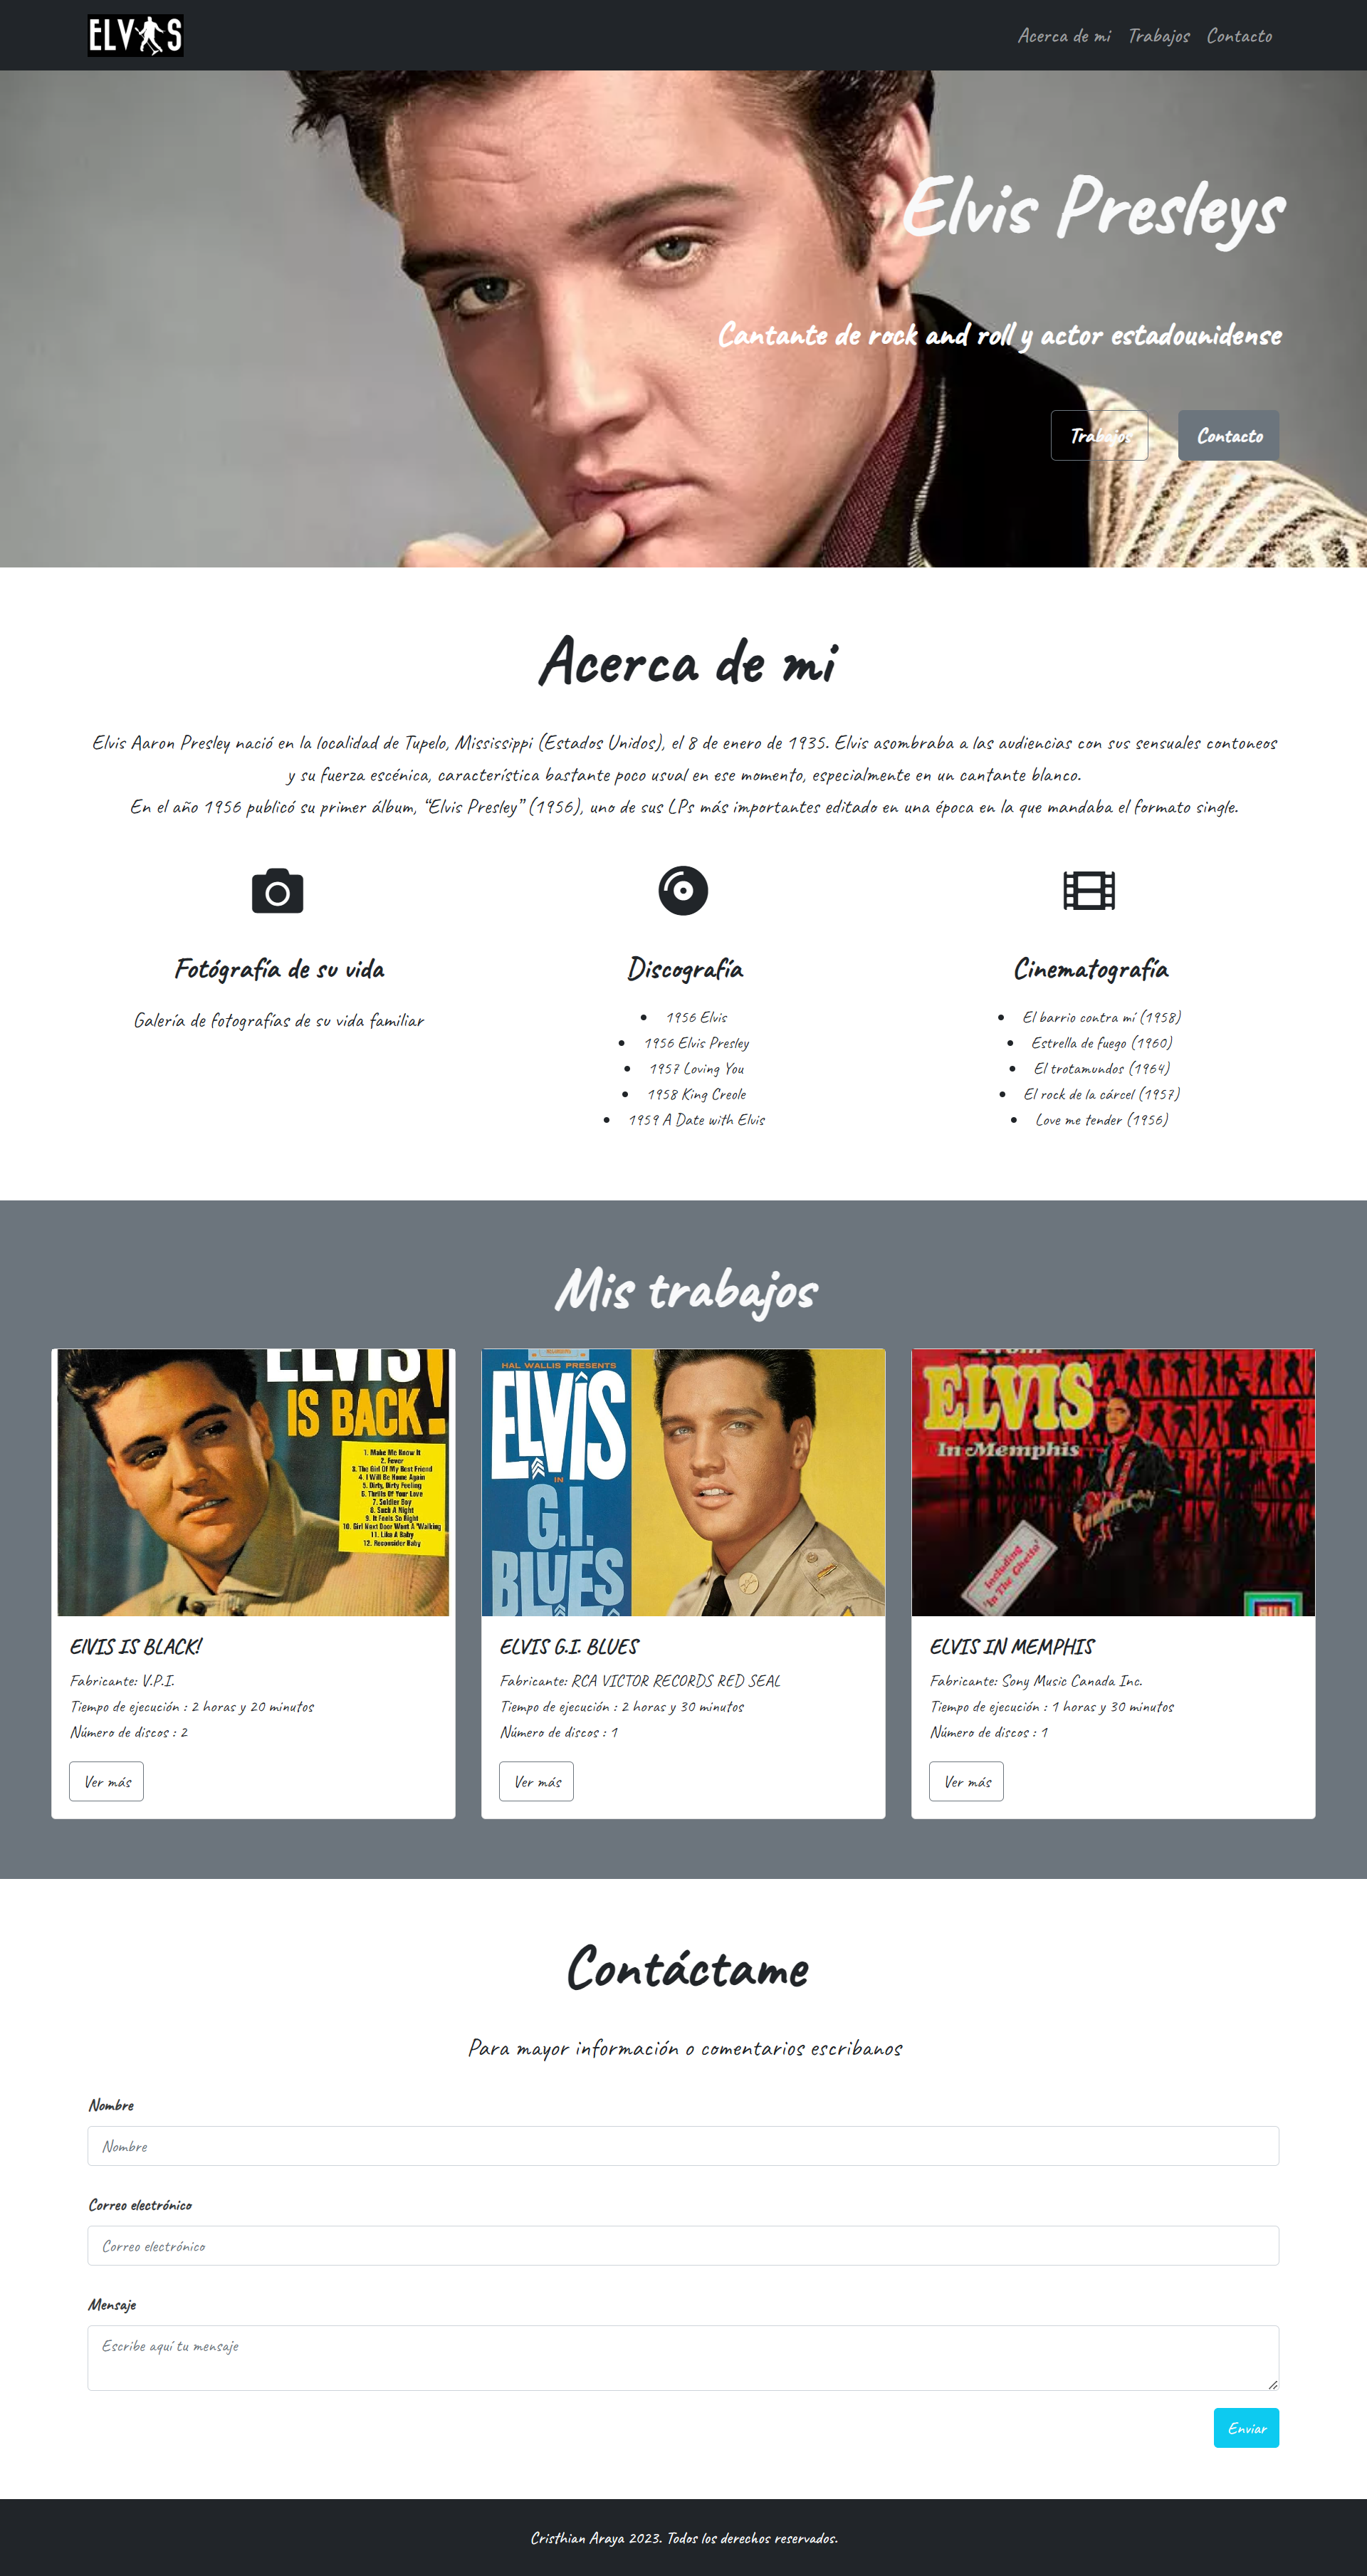 ELVIS
Acerca de mi Trabajos Contacto
Elvis Presleys
Cantante de rock and roll y actor estadounidense
Trabajos Contacto
Acerca de mi
Elvis Aaron Presley nació en la localidad de Tupelo, Mississippi (Estados Unidos), el 8 de enero de 1935. Elvis asombraba a las audiencias con sus sensuales contoneos
y su fuerza escénica, característica bastante poco usual en ese momento, especialmente en un cantante blanco.
En el año 1956 publicó su primer álbum, “Elvis Presley” (1956), uno de sus LPs más importantes editado en una época en la que mandaba el formato single.
Fotógrafía de su vida
Galería de fotografías de su vida familiar
Discografía
• 1956 Elvis
• 1956 Elvis Presley
• 1957 Loving You
• 1958 King Creole
• 1959 A Date with Elvis
Cinematografía
• El barrio contra mí (1958)
• Estrella de fuego (1960)
• El trotamundos (1964)
• El rock de la cárcel (1957)
• Love me tender (1956)
Mis trabajos
ELVIS
IS BACK!
1. Make Me Know It
2. Fever
3. The Girl Of My Best Friend
4. I Will Be Home Again
5. Dirty, Dirty Feeling
6. Thrills Of Your Love
7. Soldier Boy
8. Such A Night
9. It Feels So Right
10. Girl Next Door Went A'Walking
11. Like A Baby
12. Reconsider Baby
ElVIS IS BLACK!
Fabricante: V.P.I.
Tiempo de ejecución : 2 horas y 20 minutos
Número de discos : 2
Ver más
HAL WALLIS PRESENTS
ELVIS
IN
G.I.
BLUES
ELVIS G.I. BLUES
Fabricante: RCA VICTOR RECORDS RED SEAL
Tiempo de ejecución : 2 horas y 30 minutos
Número de discos : 1
Ver más
From
ELVIS
In Memphis
Including
"In The Ghetto"
ELVIS IN MEMPHIS
Fabricante: Sony Music Canada Inc.
Tiempo de ejecución : 1 horas y 30 minutos
Número de discos : 1
Ver más
Contáctame
Para mayor información o comentarios escribanos
Nombre
Nombre
Correo electrónico
Correo electrónico
Mensaje
Escribe aquí tu mensaje
Enviar
Cristhian Araya 2023. Todos los derechos reservados.